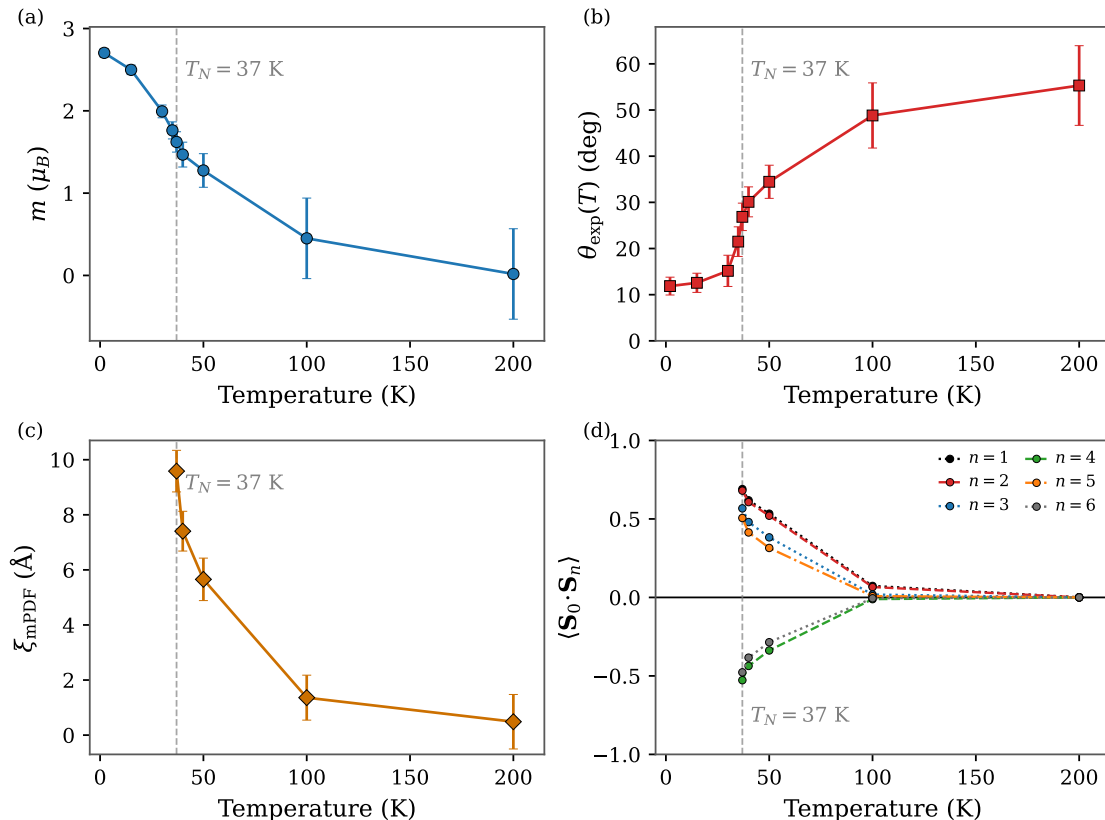 (a)
3
2
1
0
m (μ_B)
T_N = 37 K
0 50 100 150 200
Temperature (K)
(b)
60
50
40
30
20
10
0
θ_exp(T) (deg)
T_N = 37 K
0 50 100 150 200
Temperature (K)
(c)
10
8
6
4
2
0
ξ_mPDF (Å)
T_N = 37 K
0 50 100 150 200
Temperature (K)
(d)
1.0
0.5
0.0
−0.5
−1.0
⟨S_0·S_n⟩
n = 1 n = 4
n = 2 n = 5
n = 3 n = 6
T_N = 37 K
0 50 100 150 200
Temperature (K)